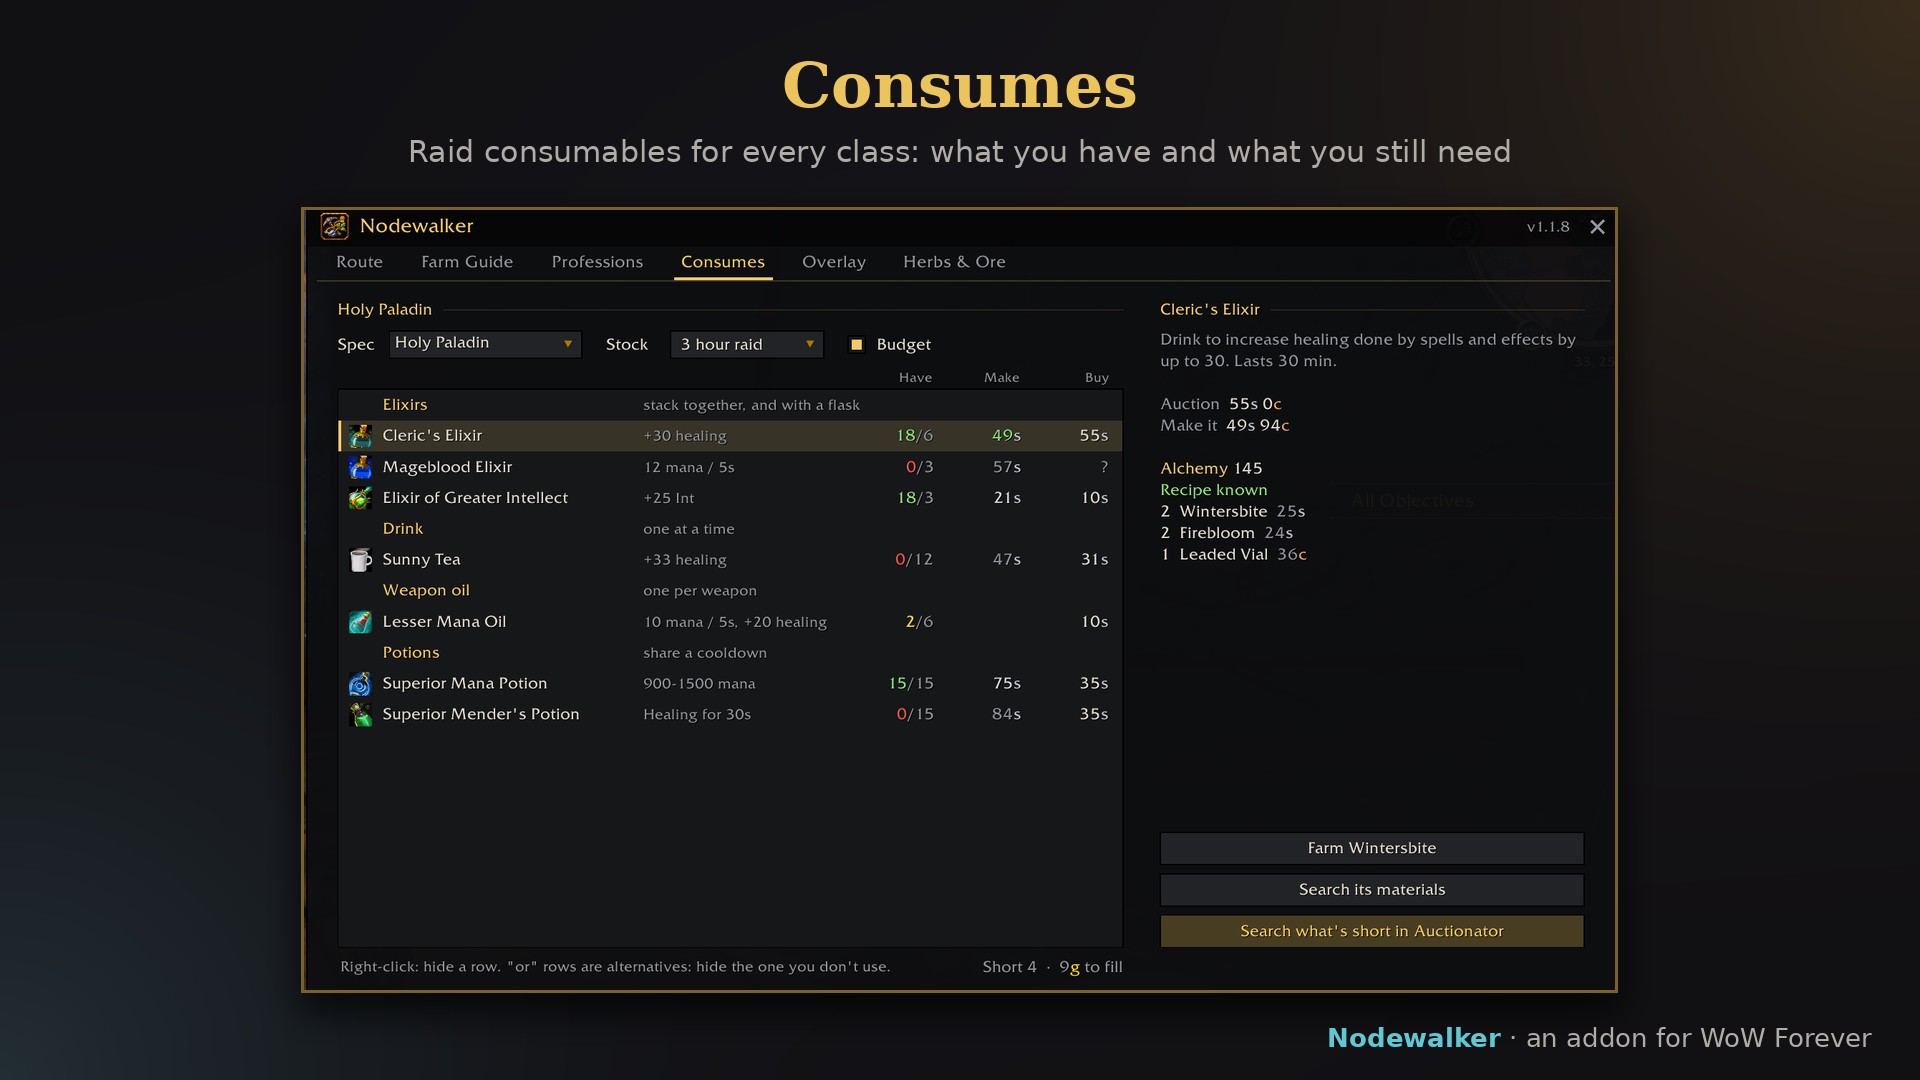 Consumes
Raid consumables for every class: what you have and what you still need
Nodewalker v1.1.8
Route Farm Guide Professions Consumes Overlay Herbs & Ore
Holy Paladin
Spec Holy Paladin Stock 3 hour raid Budget
Have Make Buy
Elixirs stack together, and with a flask
Cleric's Elixir +30 healing 18/6 49s 55s
Mageblood Elixir 12 mana / 5s 0/3 57s ?
Elixir of Greater Intellect +25 Int 18/3 21s 10s
Drink one at a time
Sunny Tea +33 healing 0/12 47s 31s
Weapon oil one per weapon
Lesser Mana Oil 10 mana / 5s, +20 healing 2/6 10s
Potions share a cooldown
Superior Mana Potion 900-1500 mana 15/15 75s 35s
Superior Mender's Potion Healing for 30s 0/15 84s 35s
Right-click: hide a row. "or" rows are alternatives: hide the one you don't use. Short 4 · 9g to fill
Cleric's Elixir
Drink to increase healing done by spells and effects by
up to 30. Lasts 30 min.
Auction 55s 0c
Make it 49s 94c
Alchemy 145
Recipe known
2 Wintersbite 25s
2 Firebloom 24s
1 Leaded Vial 36c
All Objectives
Farm Wintersbite
Search its materials
Search what's short in Auctionator
Nodewalker · an addon for WoW Forever